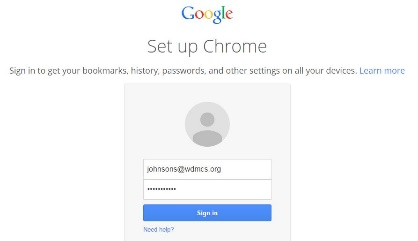 Google
Set up Chrome
Sign in to get your bookmarks, history, passwords, and other settings on all your devices. Learn more
johnsons@wdmcs.org
•••••••••••
Sign in
Need help?